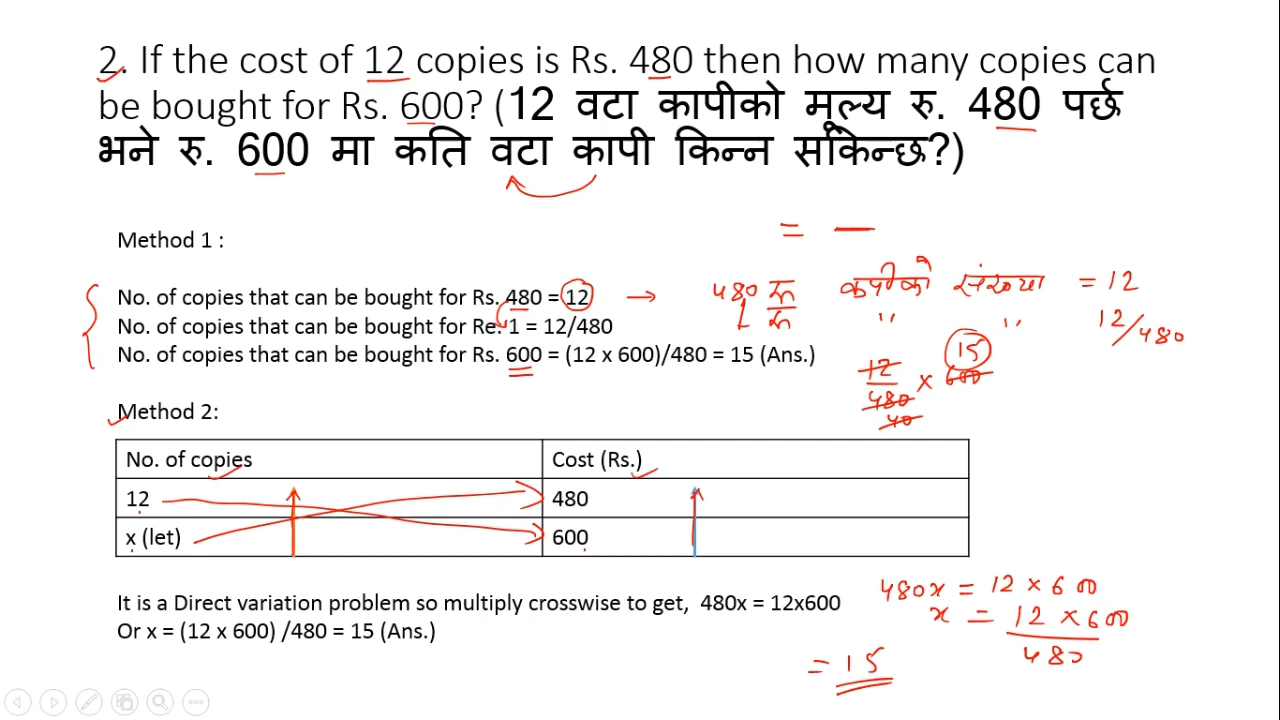 2. If the cost of 12 copies is Rs. 480 then how many copies can
be bought for Rs. 600? (12 वटा कापीको मूल्य रु. 480 पर्छ
भने रु. 600 मा कति वटा कापी किन्न सकिन्छ?)
= —
Method 1 :
No. of copies that can be bought for Rs. 480 = 12 → 480 रू कापीको संख्या = 12
No. of copies that can be bought for Re. 1 = 12/480 1 रू " " 12/480
No. of copies that can be bought for Rs. 600 = (12 x 600)/480 = 15 (Ans.)
15
12 × 600
480
40
Method 2:
No. of copies Cost (Rs.)
12 480
x (let) 600
It is a Direct variation problem so multiply crosswise to get, 480x = 12x600
Or x = (12 x 600) /480 = 15 (Ans.)
480x = 12 × 600
x = 12 × 600
480
= 15